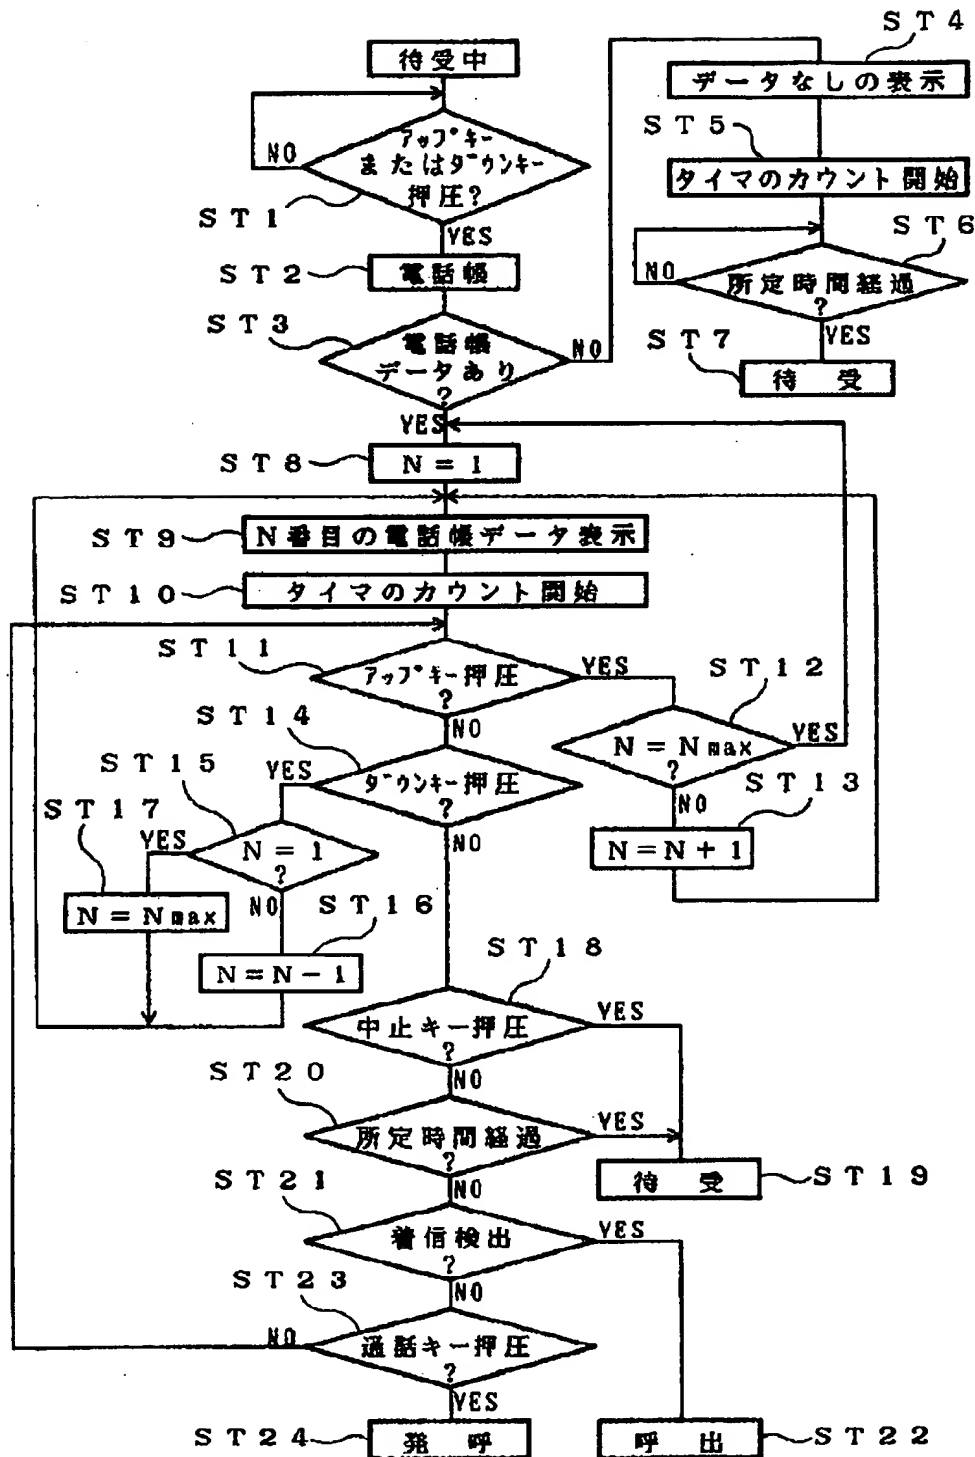 待受中
アップキー
またはダウンキー
押圧?
NO
ST1
YES
ST2
電話帳
ST3
電話帳
データあり
?
NO
YES
ST4
データなしの表示
ST5
タイマのカウント開始
ST6
NO
所定時間経過
?
YES
ST7
待 受
ST8
N=1
ST9
N番目の電話帳データ表示
ST10
タイマのカウント開始
ST11
アップキー押圧
?
YES
NO
ST12
N=Nmax
?
YES
NO
ST13
N=N+1
ST14
YES
ダウンキー押圧
?
NO
ST15
YES
N=1
?
NO
ST17
N=Nmax
ST16
N=N-1
ST18
中止キー押圧
?
YES
NO
ST20
所定時間経過
?
YES
NO
待 受
ST19
ST21
着信検出
?
YES
NO
ST23
NO
通話キー押圧
?
YES
ST24
発 呼
呼 出
ST22